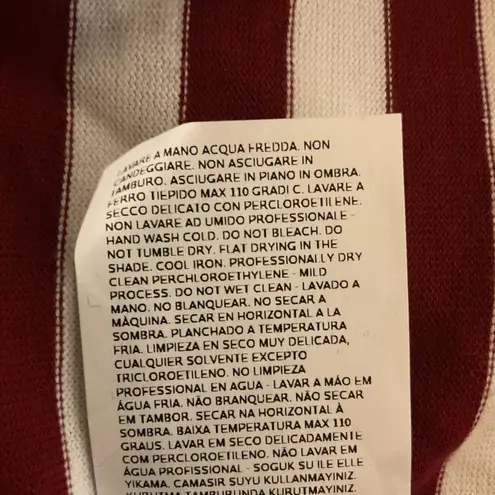 LAVARE A MANO ACQUA FREDDA. NON
CANDEGGIARE. NON ASCIUGARE IN
TAMBURO. ASCIUGARE IN PIANO IN OMBRA.
FERRO TIEPIDO MAX 110 GRADI C. LAVARE A
SECCO DELICATO CON PERCLOROETILENE.
NON LAVARE AD UMIDO PROFESSIONALE -
HAND WASH COLD. DO NOT BLEACH. DO
NOT TUMBLE DRY. FLAT DRYING IN THE
SHADE. COOL IRON. PROFESSIONALLY DRY
CLEAN PERCHLOROETHYLENE - MILD
PROCESS. DO NOT WET CLEAN - LAVADO A
MANO. NO BLANQUEAR. NO SECAR A
MÀQUINA. SECAR EN HORIZONTAL A LA
SOMBRA. PLANCHADO A TEMPERATURA
FRIA. LIMPIEZA EN SECO MUY DELICADA,
CUALQUIER SOLVENTE EXCEPTO
TRICLOROETILENO. NO LIMPIEZA
PROFESSIONAL EN AGUA - LAVAR A MÁO EM
ÁGUA FRIA. NÃO BRANQUEAR. NÃO SECAR
EM TAMBOR. SECAR NA HORIZONTAL À
SOMBRA. BAIXA TEMPERATURA MAX 110
GRAUS. LAVAR EM SECO DELICADAMENTE
COM PERCLOROETILENO. NÃO LAVAR EM
ÁGUA PROFISSIONAL - SOGUK SU ILE ELLE
YIKAMA. CAMASIR SUYU KULLANMAYINIZ.
KURUTMA TAMBURUNDA KURUTMAYINIZ.